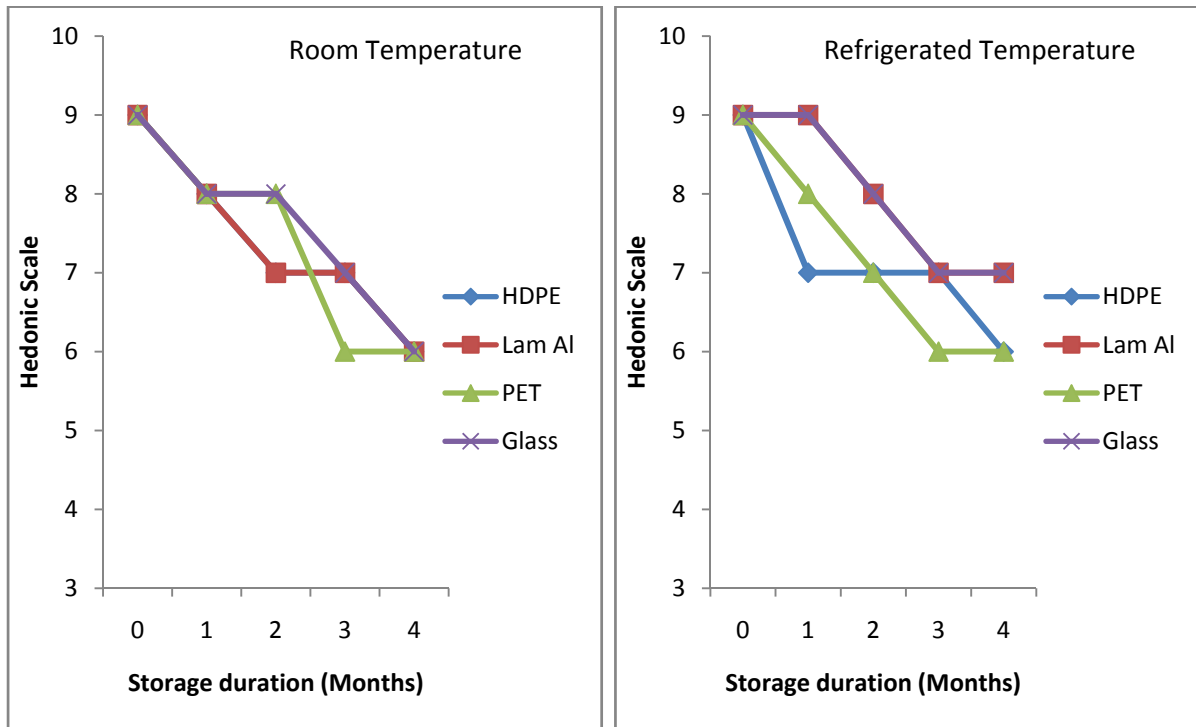 Room Temperature
10
9
8
7
6
5
4
3
Hedonic Scale
0 1 2 3 4
Storage duration (Months)
HDPE
Lam Al
PET
Glass
Refrigerated Temperature
10
9
8
7
6
5
4
3
Hedonic Scale
0 1 2 3 4
Storage duration (Months)
HDPE
Lam Al
PET
Glass